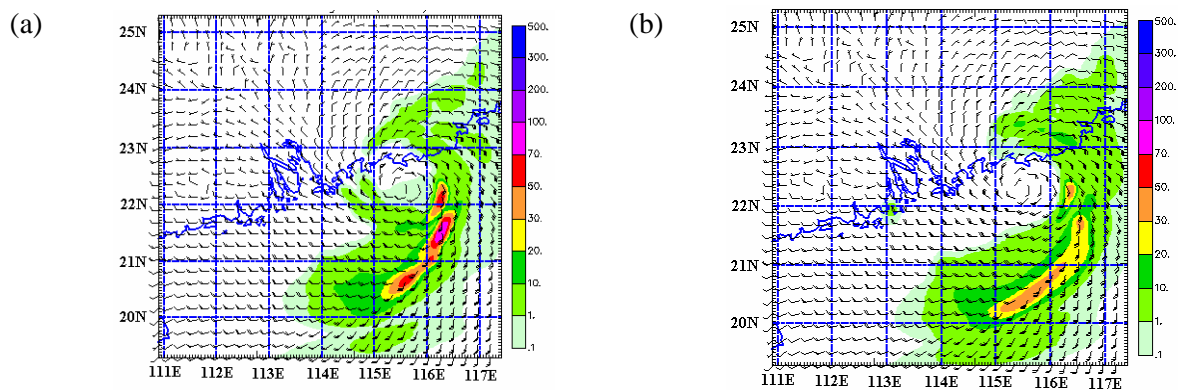 (a)
25N
24N
23N
22N
21N
20N
111E 112E 113E 114E 115E 116E 117E
500.
300.
200.
100.
70.
50.
30.
20.
10.
1.
.1
(b)
25N
24N
23N
22N
21N
20N
111E 112E 113E 114E 115E 116E 117E
500.
300.
200.
100.
70.
50.
30.
20.
10.
1.
.1